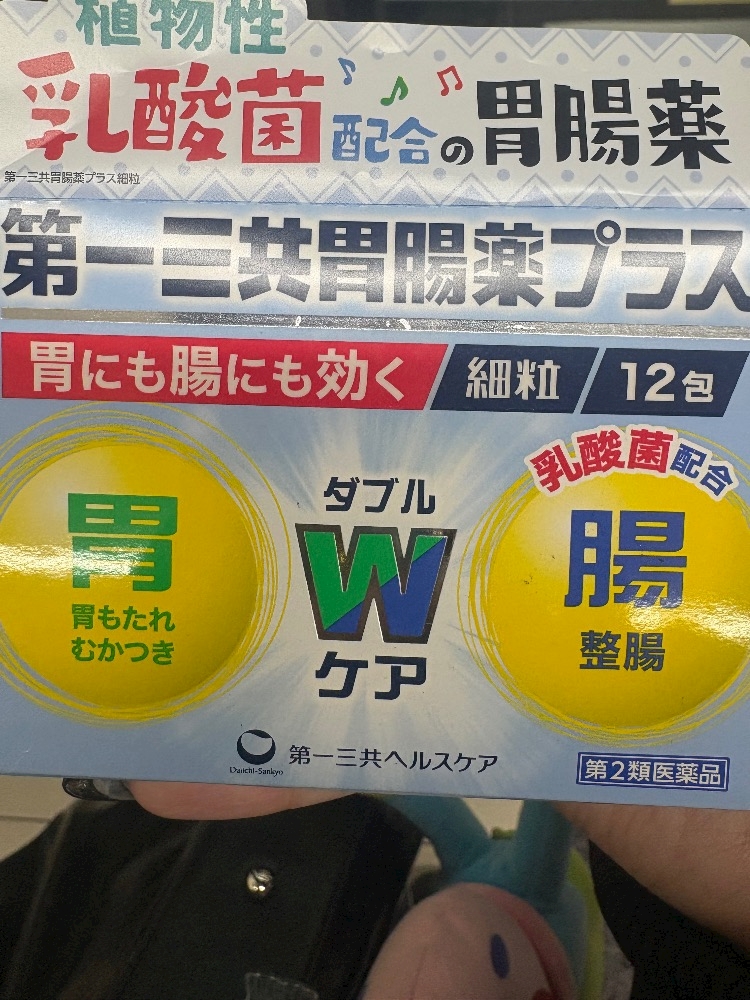 植物性
乳酸菌配合の胃腸薬
第一三共胃腸薬プラス細粒
第一三共胃腸薬プラス
胃にも腸にも効く 細粒 12包
胃
胃もたれ
むかつき
ダブル
W
ケア
乳酸菌配合
腸
整腸
Daiichi-Sankyo
第一三共ヘルスケア
第2類医薬品